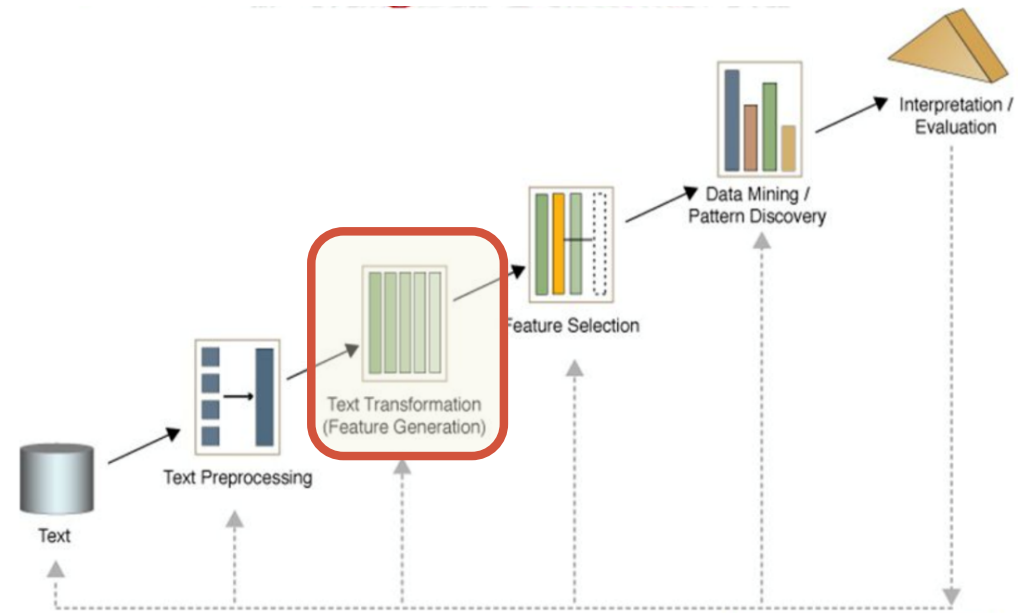 Interpretation /
Evaluation
Data Mining /
Pattern Discovery
Feature Selection
Text Transformation
(Feature Generation)
Text Preprocessing
Text